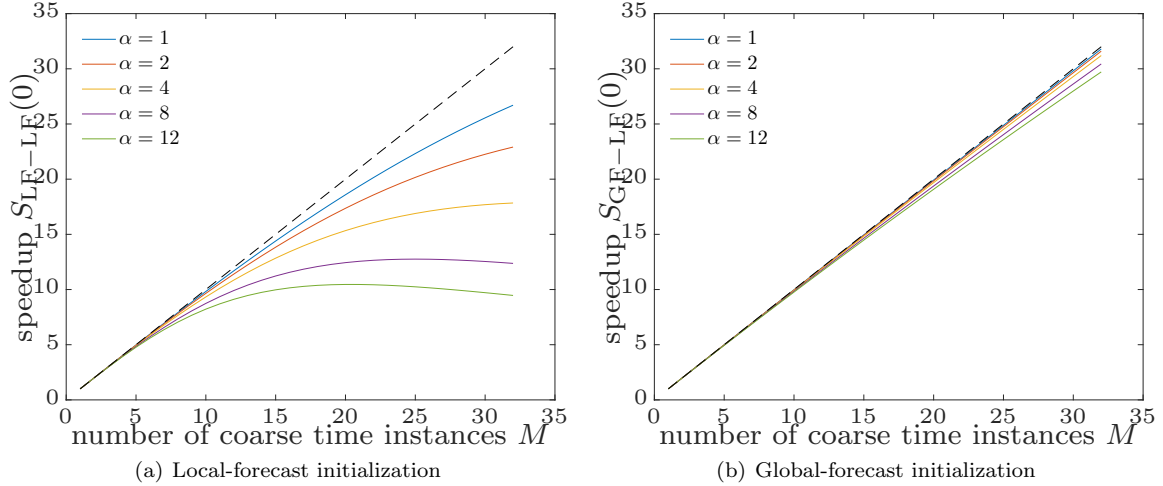 35
30
25
20
15
10
5
0
speedup S_{LF−LF}(0)
α = 1
α = 2
α = 4
α = 8
α = 12
0 5 10 15 20 25 30 35
number of coarse time instances M
(a) Local-forecast initialization
35
30
25
20
15
10
5
0
speedup S_{GF−LF}(0)
α = 1
α = 2
α = 4
α = 8
α = 12
0 5 10 15 20 25 30 35
number of coarse time instances M
(b) Global-forecast initialization